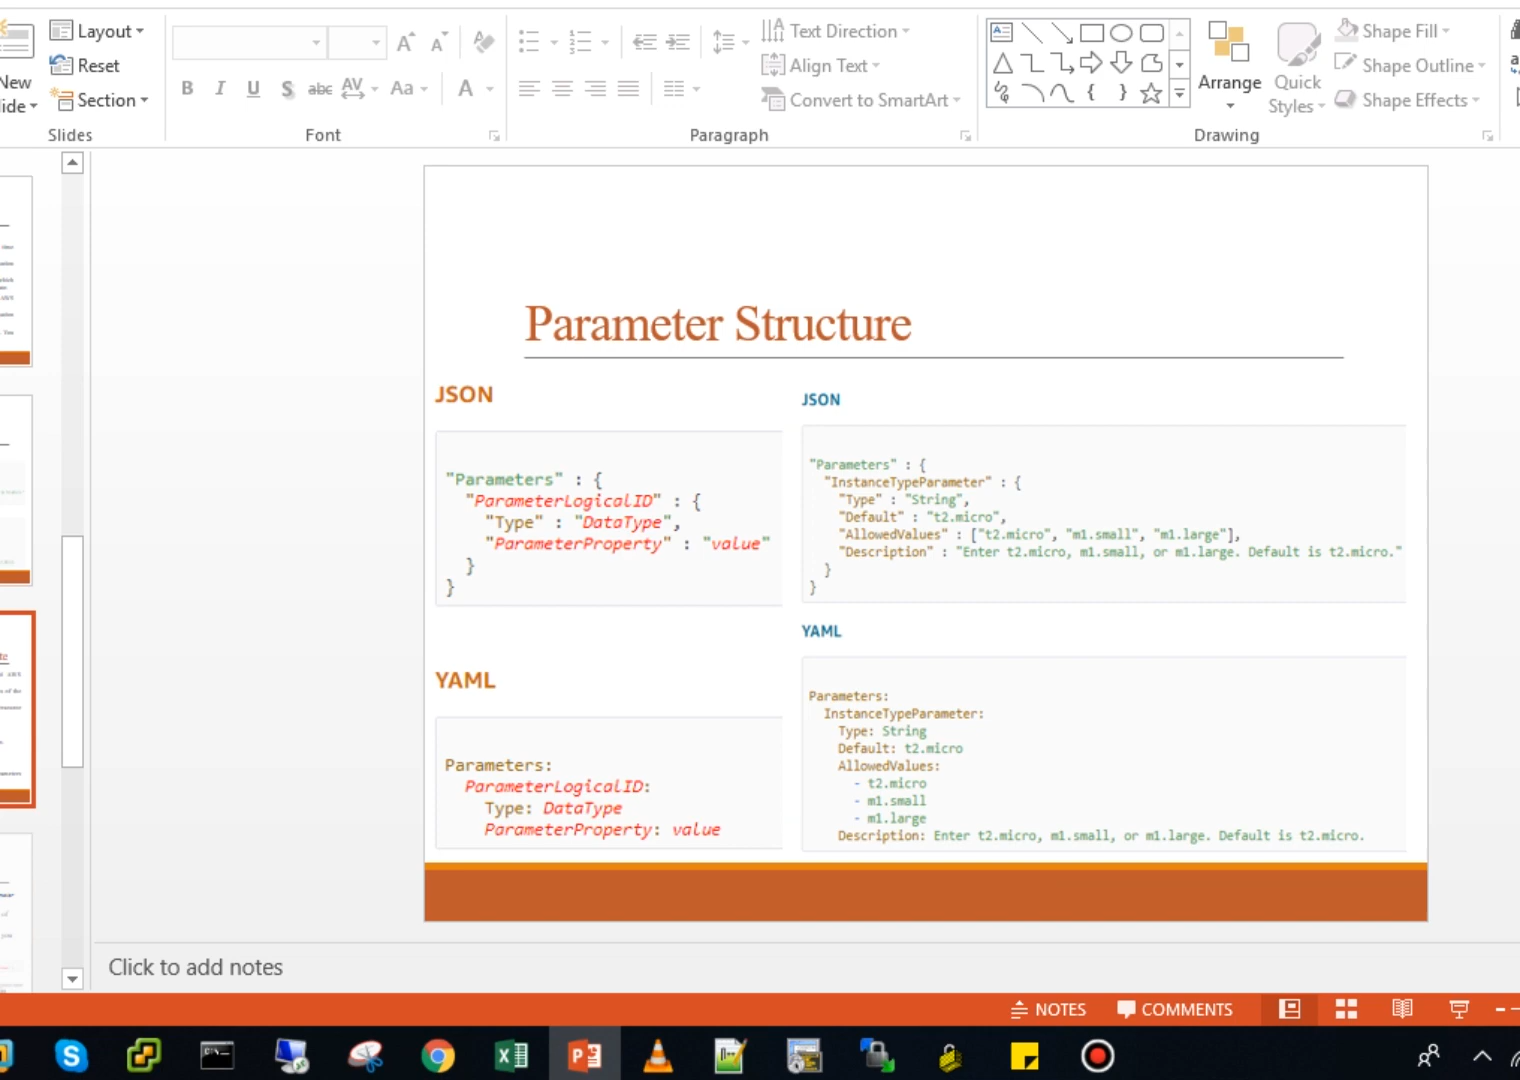 Layout
Reset
New
Section
Slides
B I U S abc AV Aa A
Font
Text Direction
Align Text
Convert to SmartArt
Paragraph
Arrange
Quick
Styles
Shape Fill
Shape Outline
Shape Effects
Drawing
Parameter Structure
JSON
"Parameters" : {
"ParameterLogicalID" : {
"Type" : "DataType",
"ParameterProperty" : "value"
}
}
YAML
Parameters:
ParameterLogicalID:
Type: DataType
ParameterProperty: value
JSON
"Parameters" : {
"InstanceTypeParameter" : {
"Type" : "String",
"Default" : "t2.micro",
"AllowedValues" : ["t2.micro", "m1.small", "m1.large"],
"Description" : "Enter t2.micro, m1.small, or m1.large. Default is t2.micro."
}
}
YAML
Parameters:
InstanceTypeParameter:
Type: String
Default: t2.micro
AllowedValues:
- t2.micro
- m1.small
- m1.large
Description: Enter t2.micro, m1.small, or m1.large. Default is t2.micro.
Click to add notes
NOTES
COMMENTS